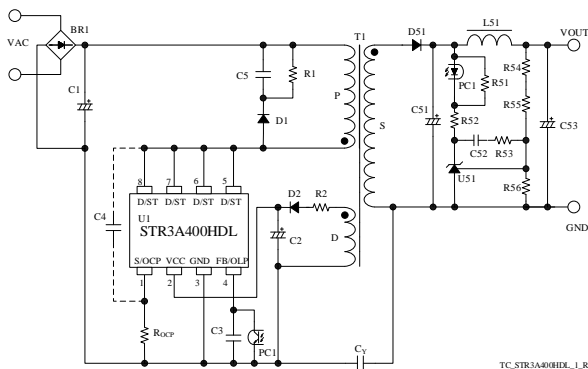 BR1
VAC
C1
C5
R1
D1
T1
P
S
D51
L51
VOUT
PC1
R51
R54
R55
C51
C53
R52
C52
R53
U51
R56
GND
8
7
6
5
D/ST
D/ST
D/ST
D/ST
U1
STR3A400HDL
S/OCP
VCC
GND
FB/OLP
1
2
3
4
C4
D2
R2
C2
D
ROCP
C3
PC1
CY
TC_STR3A400HDL_1_R